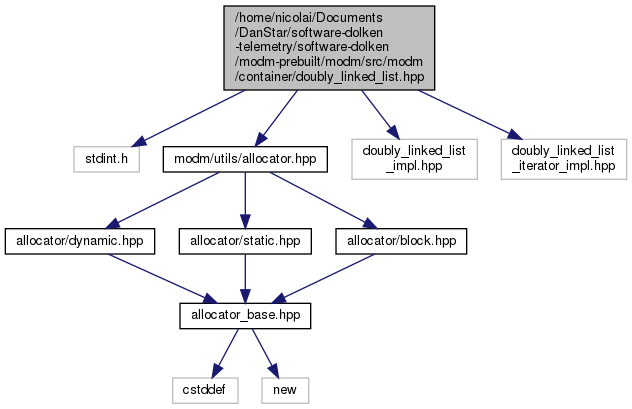 /home/nicolai/Documents
/DanStar/software-dolken
-telemetry/software-dolken
/modm-prebuilt/modm/src/modm
/container/doubly_linked_list.hpp
stdint.h
modm/utils/allocator.hpp
doubly_linked_list
_impl.hpp
doubly_linked_list
_iterator_impl.hpp
allocator/dynamic.hpp
allocator/static.hpp
allocator/block.hpp
allocator_base.hpp
cstddef
new